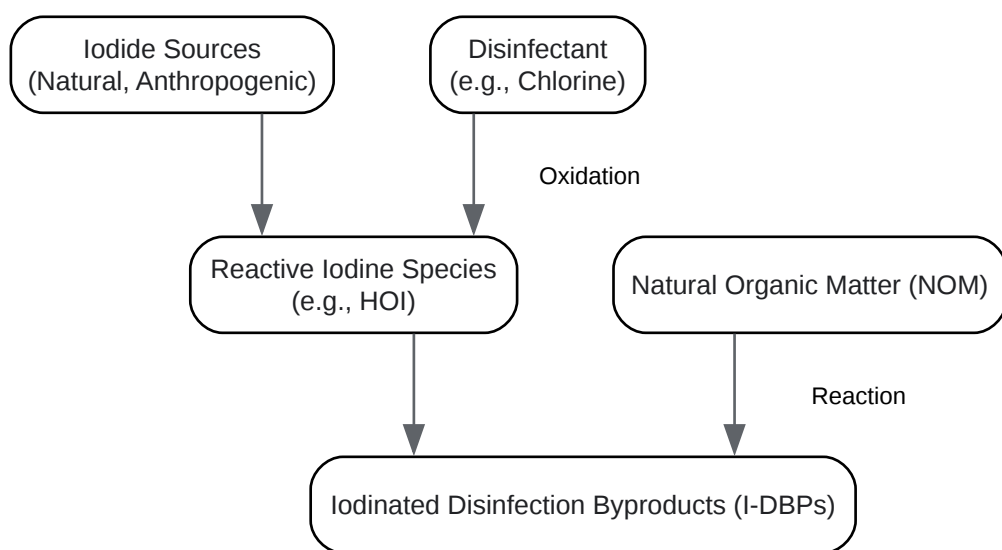 Iodide Sources
(Natural, Anthropogenic)
Disinfectant
(e.g., Chlorine)
Oxidation
Reactive Iodine Species
(e.g., HOI)
Natural Organic Matter (NOM)
Reaction
Iodinated Disinfection Byproducts (I-DBPs)